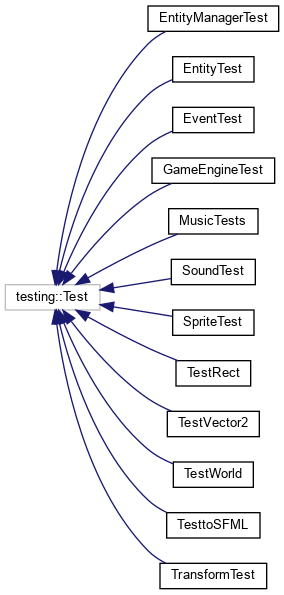 EntityManagerTest
EntityTest
EventTest
GameEngineTest
MusicTests
SoundTest
testing::Test
SpriteTest
TestRect
TestVector2
TestWorld
TesttoSFML
TransformTest